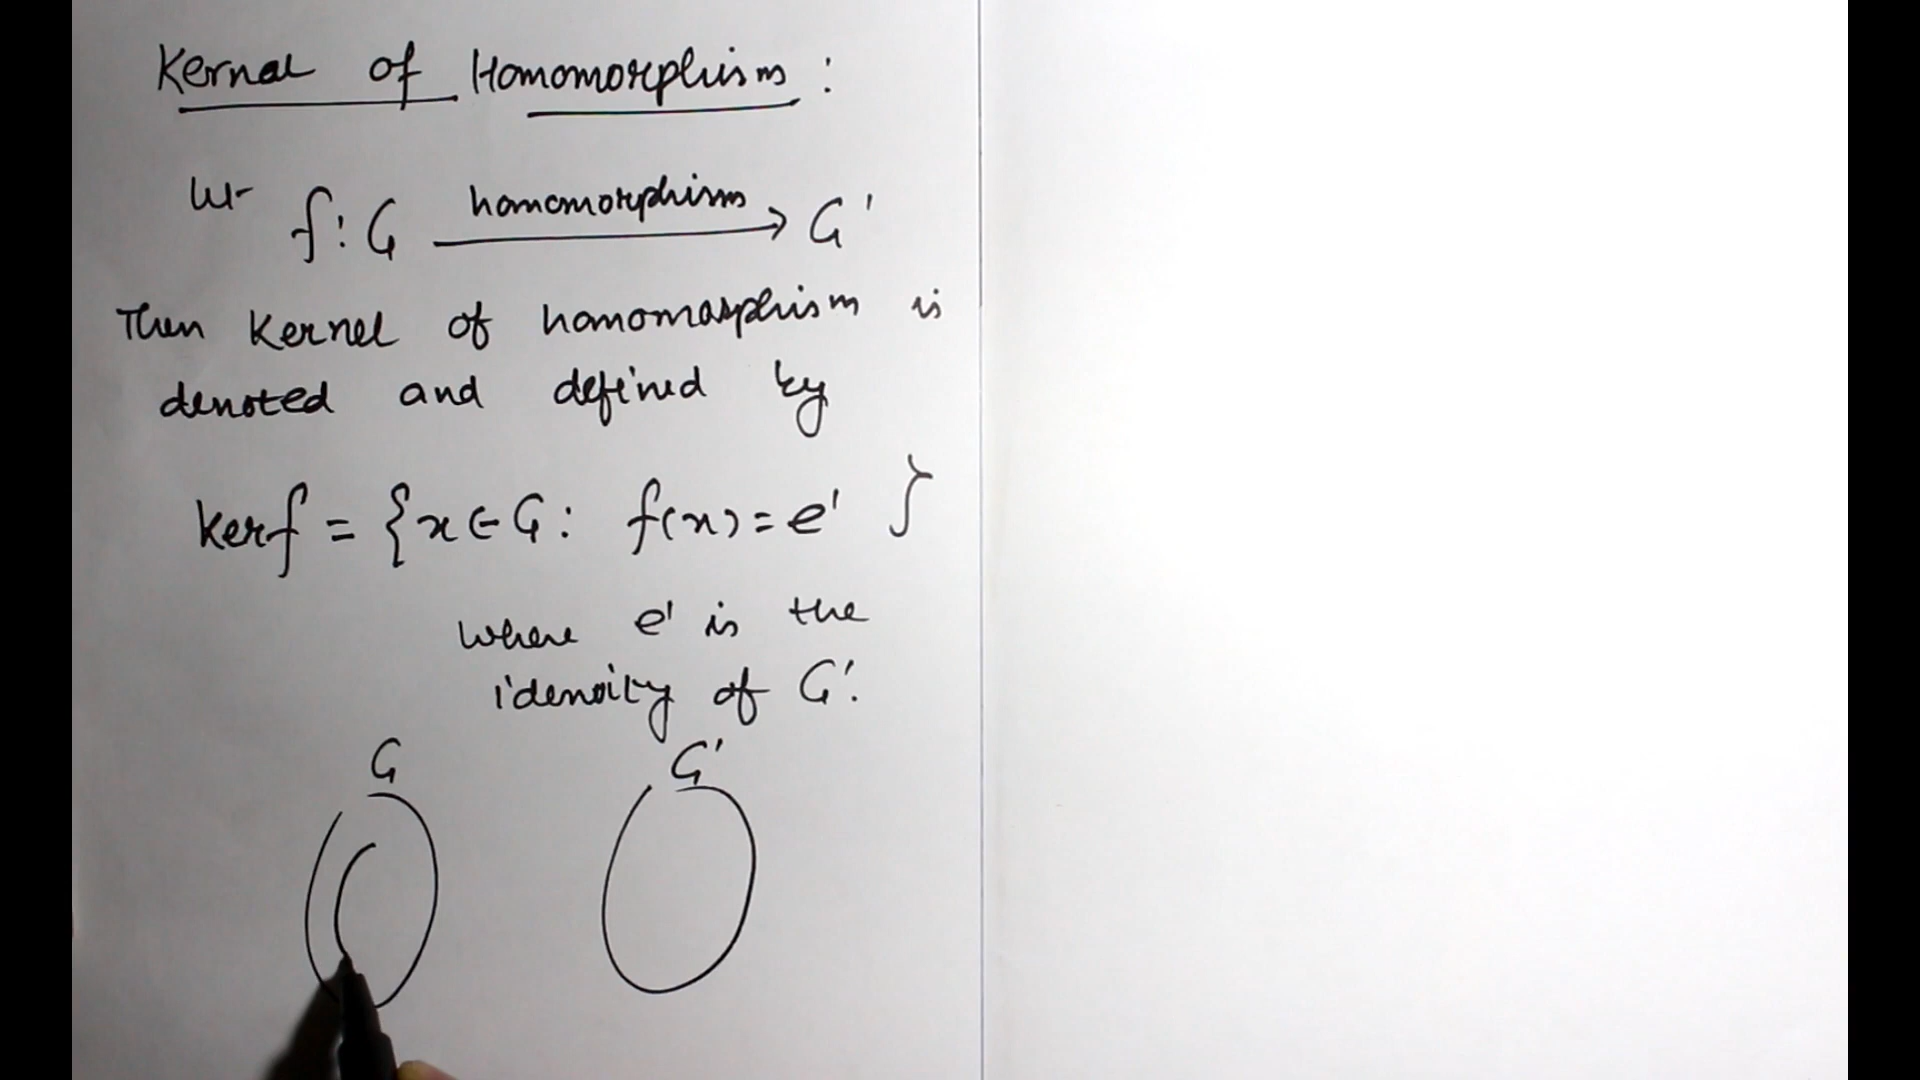 Kernal of Homomorphism :
Let f : G homomorphism → G'
Then Kernel of homomorphism is
denoted and defined by
kerf = {x ∈ G : f(x) = e' }
where e' is the
idenity of G'.
G G'